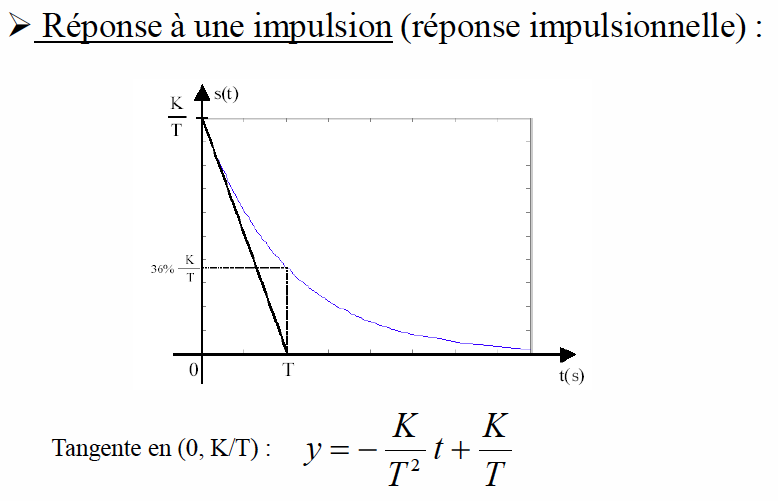 ➢ Réponse à une impulsion (réponse impulsionnelle) :
s(t)
K/T
36% K/T
0 T
t(s)
Tangente en (0, K/T) : y = − K/T² t + K/T